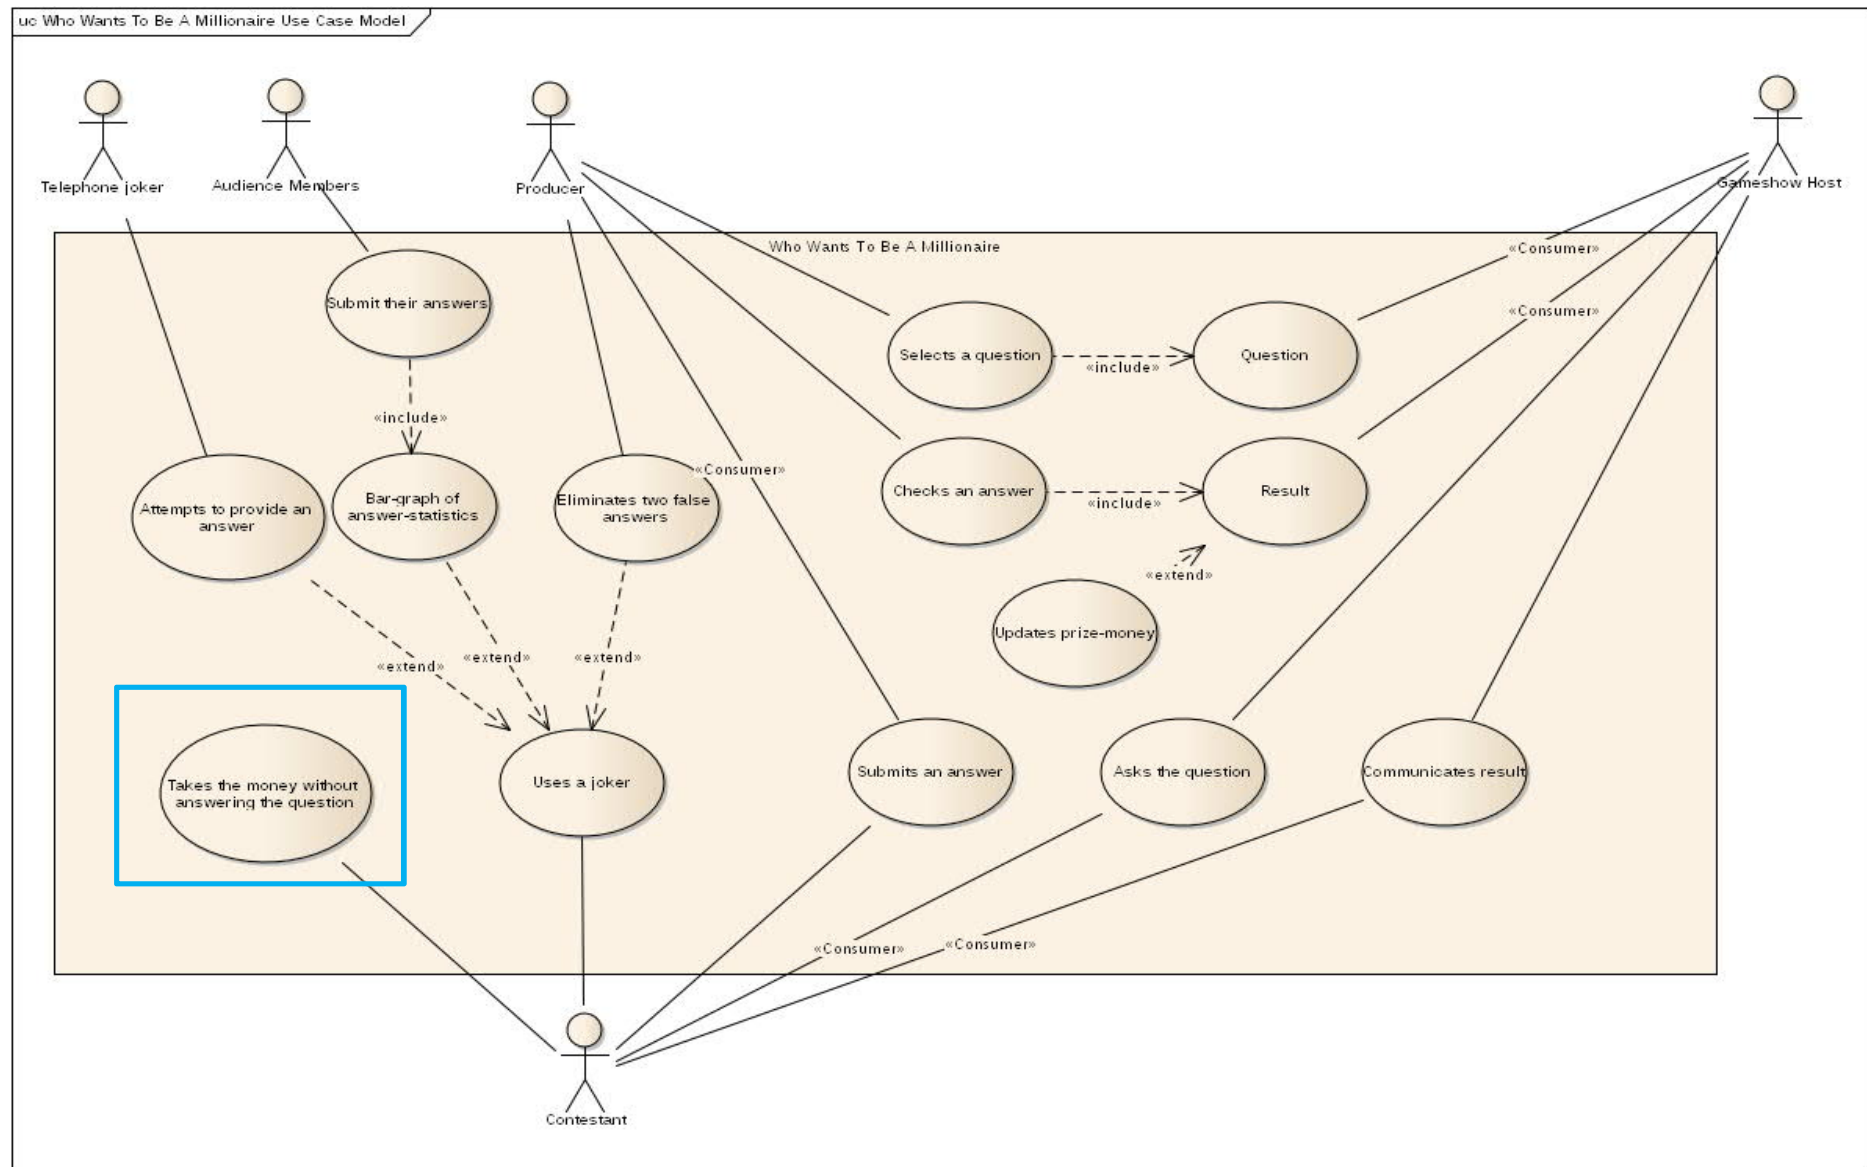 uc Who Wants To Be A Millionaire Use Case Model
Telephone joker
Audience Members
Producer
Gameshow Host
Who Wants To Be A Millionaire
«Consumer»
Submit their answers
«Consumer»
Selects a question
«include»
Question
«include»
«Consumer»
Attempts to provide an
answer
Bar-graph of
answer-statistics
Eliminates two false
answers
Checks an answer
«include»
Result
«extend»
Updates prize-money
«extend»
«extend»
«extend»
Takes the money without
answering the question
Uses a joker
Submits an answer
Asks the question
Communicates result
«Consumer»
«Consumer»
Contestant